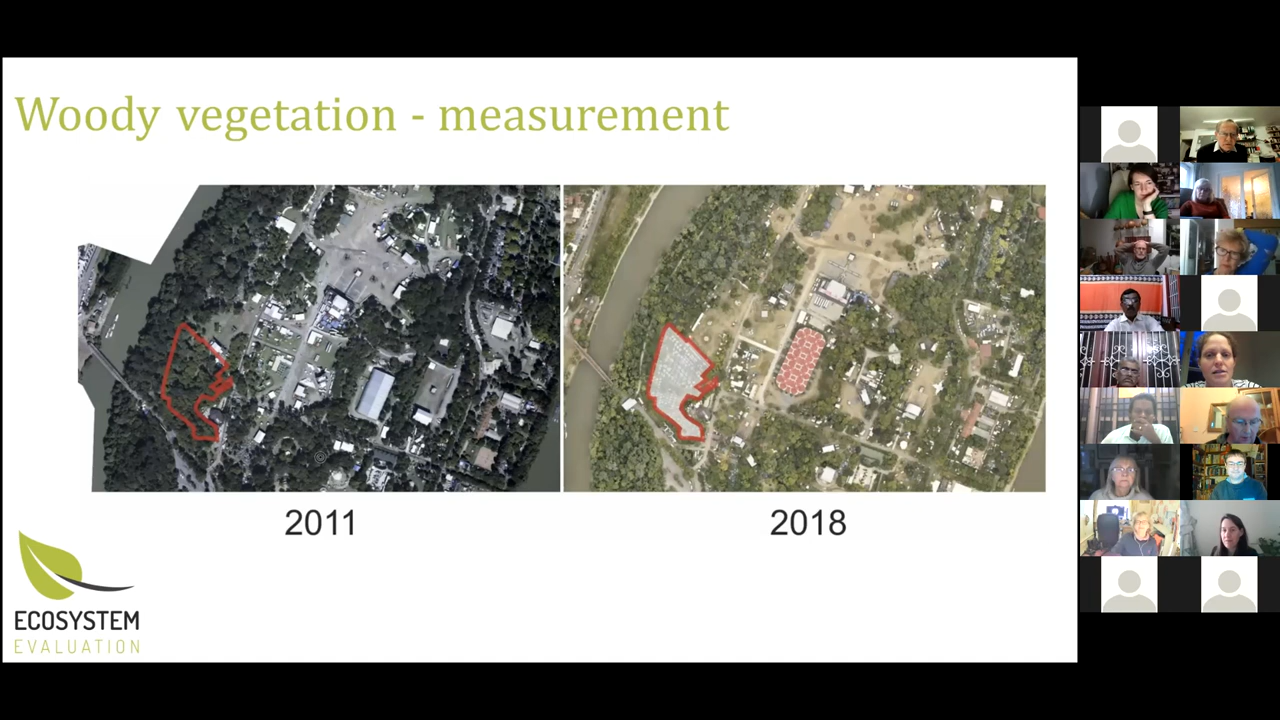 Woody vegetation - measurement
2011
2018
ECOSYSTEM
EVALUATION